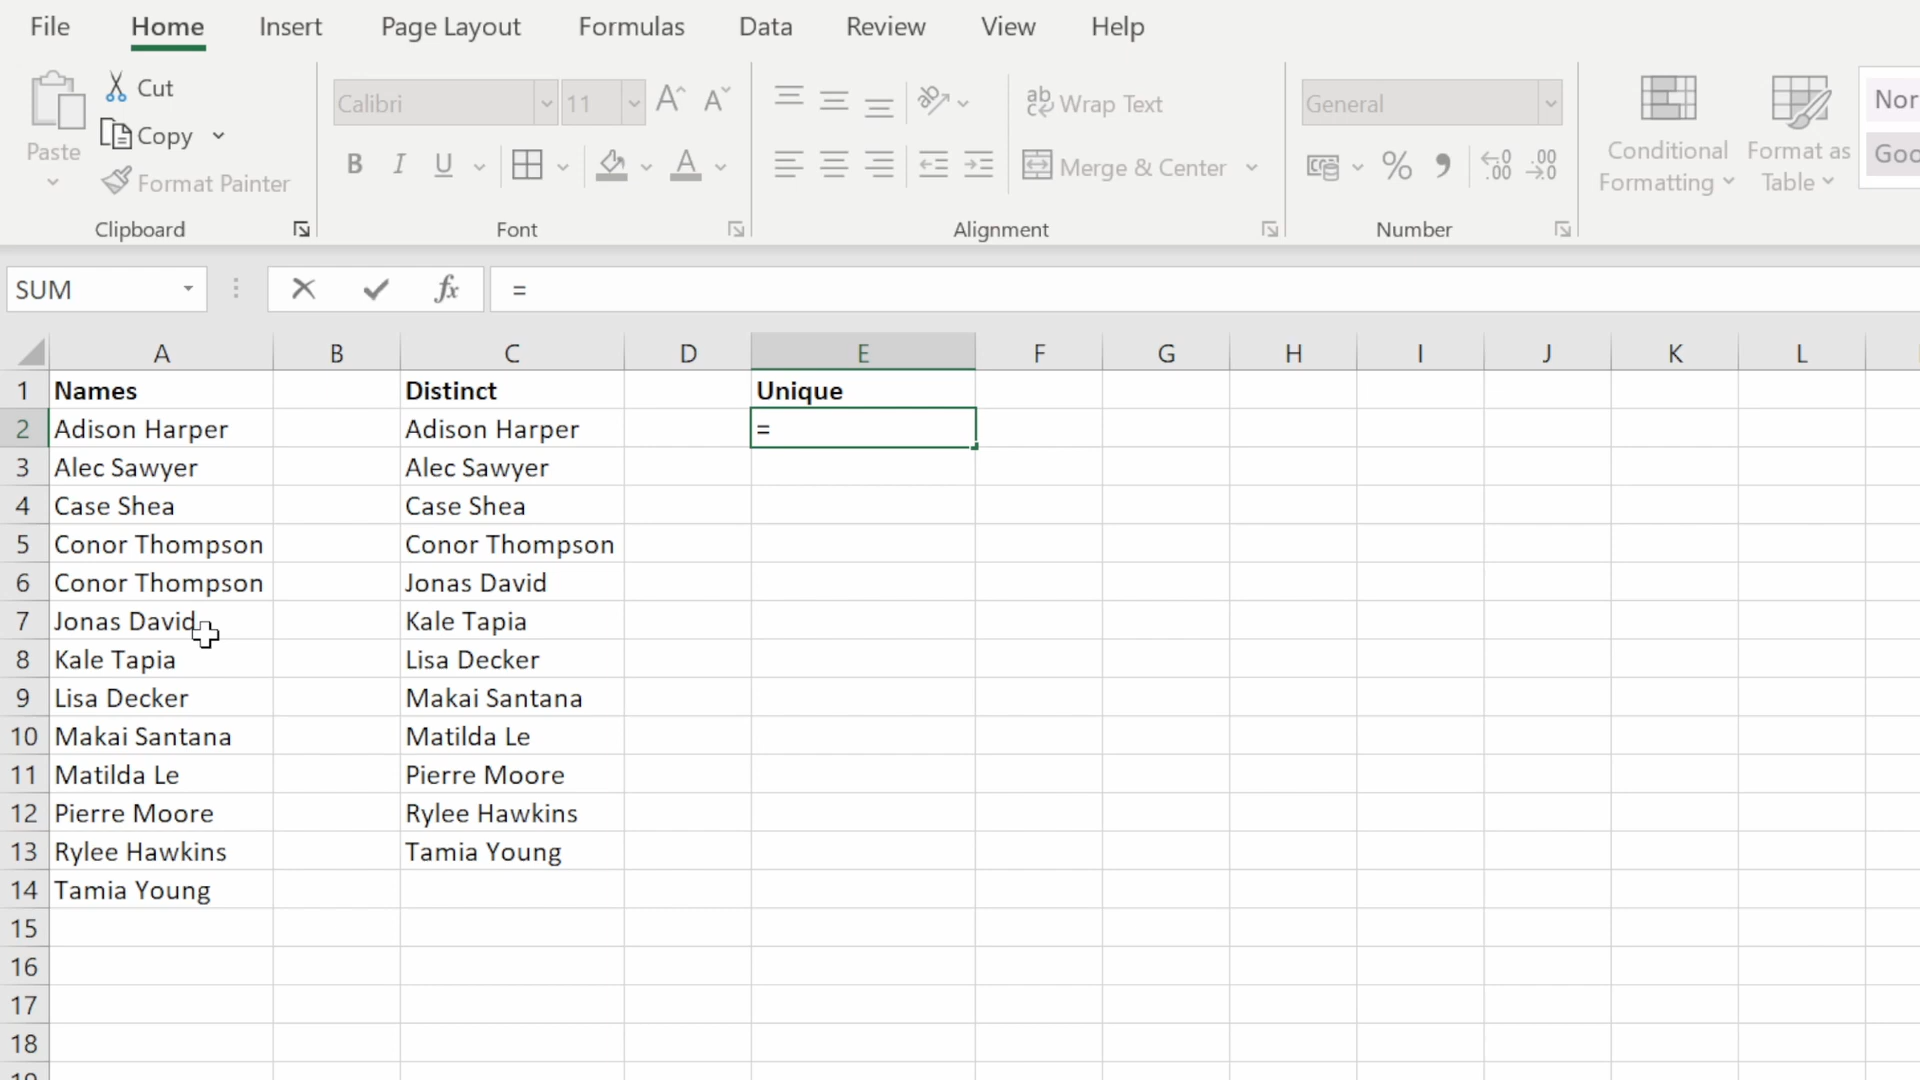 File Home Insert Page Layout Formulas Data Review View Help
Paste
Cut
Copy
Format Painter
Clipboard
Calibri 11 A A
B I U A
Font
ab Wrap Text
Merge & Center
Alignment
General
% 9 .00 .00
Number
Conditional
Formatting
Format as
Table
SUM fx =
A B C D E F G H I J K L
1 Names Distinct Unique
2 Adison Harper Adison Harper =
3 Alec Sawyer Alec Sawyer
4 Case Shea Case Shea
5 Conor Thompson Conor Thompson
6 Conor Thompson Jonas David
7 Jonas David Kale Tapia
8 Kale Tapia Lisa Decker
9 Lisa Decker Makai Santana
10 Makai Santana Matilda Le
11 Matilda Le Pierre Moore
12 Pierre Moore Rylee Hawkins
13 Rylee Hawkins Tamia Young
14 Tamia Young
15
16
17
18